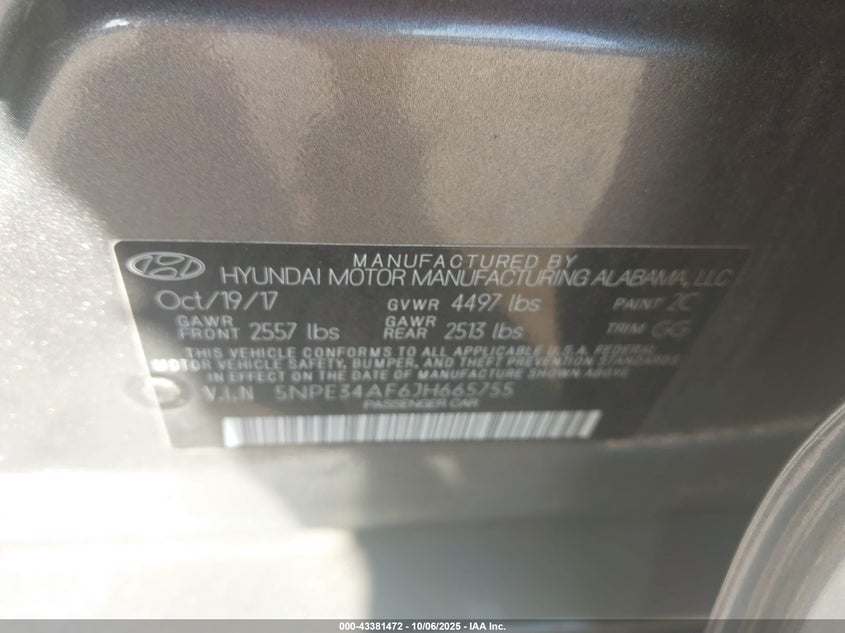 MANUFACTURED BY
HYUNDAI MOTOR MANUFACTURING ALABAMA, LLC
Oct/19/17 GVWR 4497 lbs PAINT 2C
GAWR FRONT 2557 lbs GAWR REAR 2513 lbs TRIM GG
THIS VEHICLE CONFORMS TO ALL APPLICABLE U.S.A. FEDERAL
MOTOR VEHICLE SAFETY, BUMPER, AND THEFT PREVENTION STANDARDS
IN EFFECT ON THE DATE OF MANUFACTURE SHOWN ABOVE
V.I.N 5NPE34AF6JH665755
PASSENGER CAR
000-43381472 - 10/06/2025 - IAA Inc.